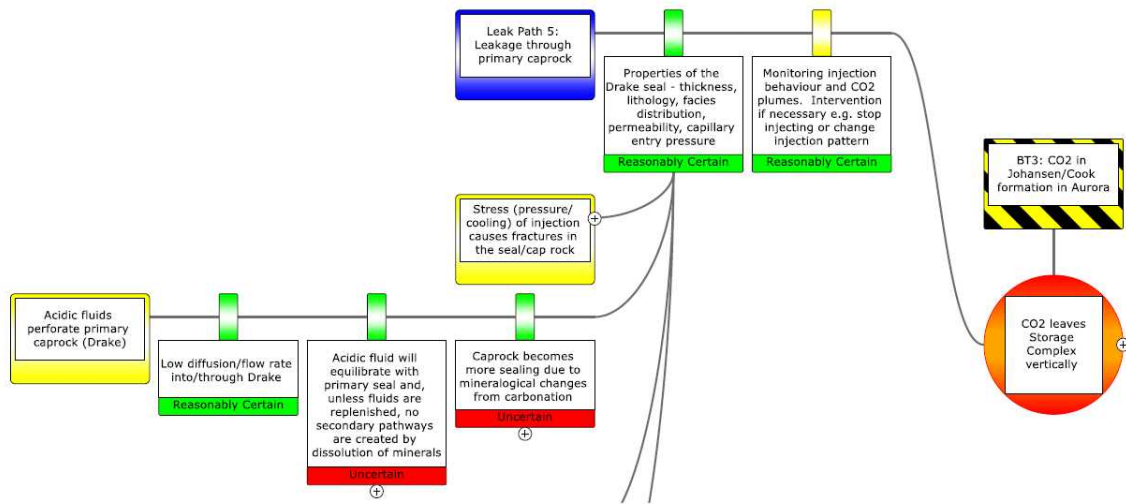 Leak Path 5:
Leakage through
primary caprock
Properties of the
Drake seal - thickness,
lithology, facies
distribution,
permeability, capillary
entry pressure
Reasonably Certain
Monitoring injection
behaviour and CO2
plumes. Intervention
if necessary e.g. stop
injecting or change
injection pattern
Reasonably Certain
BT3: CO2 in
Johansen/Cook
formation in Aurora
Stress (pressure/
cooling) of injection
causes fractures in
the seal/cap rock
Acidic fluids
perforate primary
caprock (Drake)
Low diffusion/flow rate
into/through Drake
Reasonably Certain
Acidic fluid will
equilibrate with
primary seal and,
unless fluids are
replenished, no
secondary pathways
are created by
dissolution of minerals
Uncertain
Caprock becomes
more sealing due to
mineralogical changes
from carbonation
Uncertain
CO2 leaves
Storage
Complex
vertically